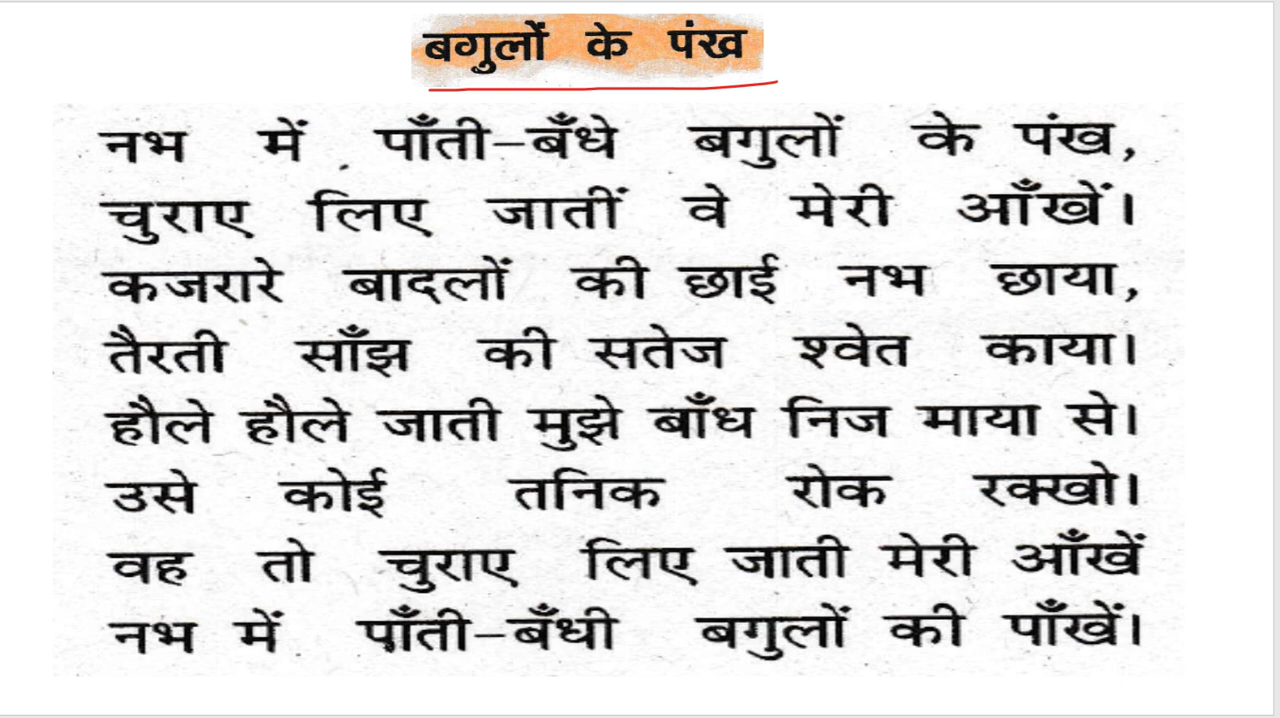 बगुलों के पंख
नभ में पाँती-बँधे बगुलों के पंख,
चुराए लिए जातीं वे मेरी आँखें।
कजरारे बादलों की छाई नभ छाया,
तैरती साँझ की सतेज श्वेत काया।
हौले हौले जाती मुझे बाँध निज माया से।
उसे कोई तनिक रोक रक्खो।
वह तो चुराए लिए जाती मेरी आँखें
नभ में पाँती-बँधी बगुलों की पाँखें।